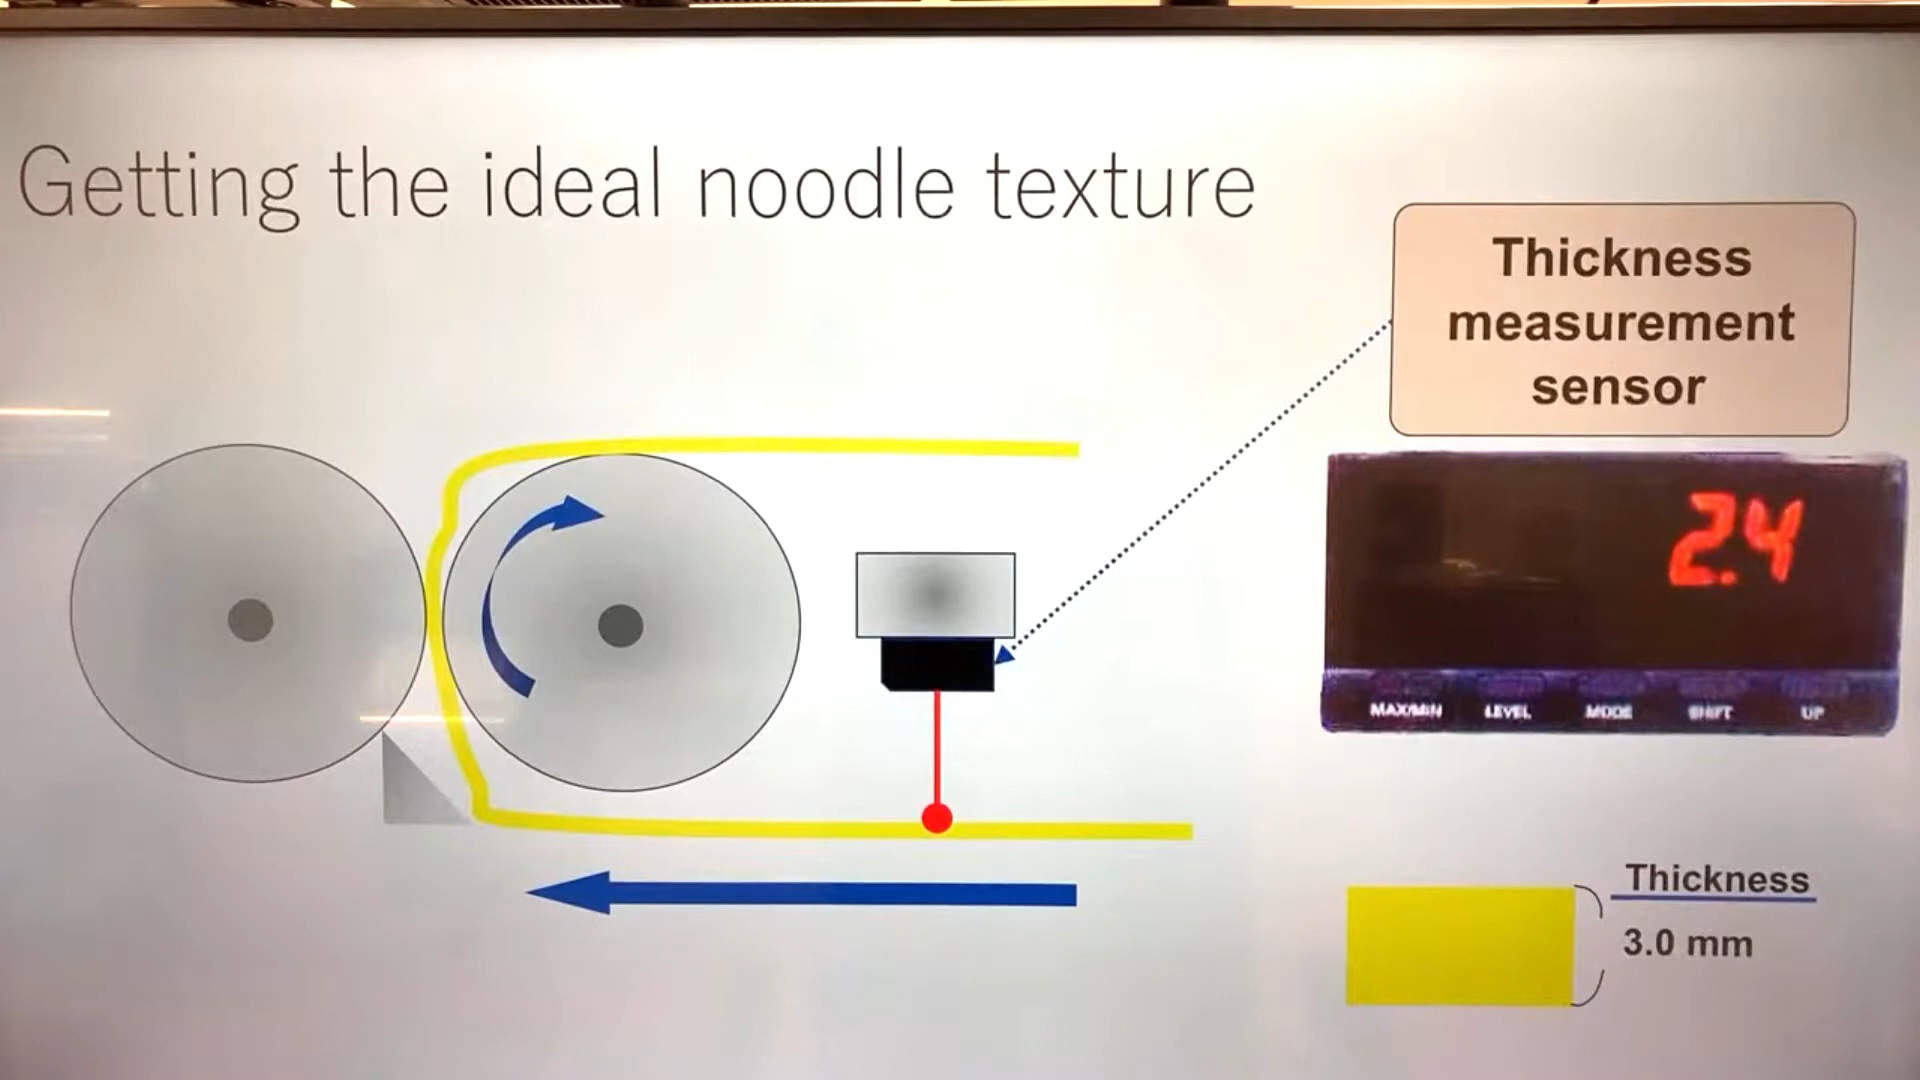 Getting the ideal noodle texture
Thickness
measurement
sensor
2.4
MAX/MIN LEVEL MODE SHIFT UP
Thickness
3.0 mm